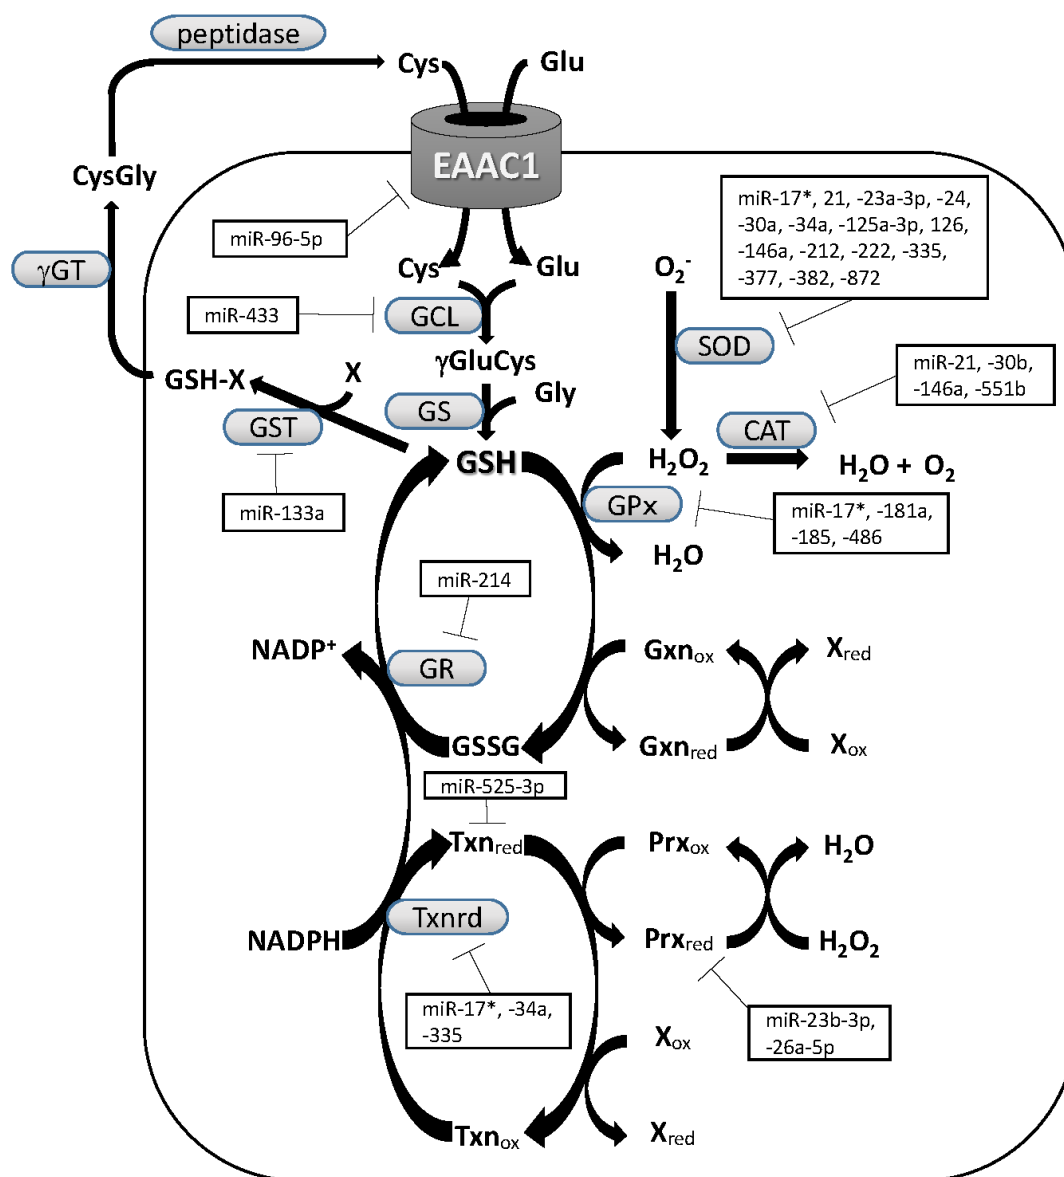 peptidase
Cys
Glu
EAAC1
CysGly
miR-17*, 21, -23a-3p, -24,
-30a, -34a, -125a-3p, 126,
-146a, -212, -222, -335,
-377, -382, -872
miR-96-5p
γGT
Cys
Glu
O₂⁻
miR-433
GCL
SOD
γGluCys
miR-21, -30b,
-146a, -551b
GSH-X
X
GS
Gly
GST
CAT
GSH
H₂O₂
H₂O + O₂
miR-133a
GPx
miR-17*, -181a,
-185, -486
H₂O
miR-214
NADP⁺
GR
Gxnox
Xred
GSSG
Gxnred
Xox
miR-525-3p
Txnred
Prxox
H₂O
Txnrd
NADPH
Prxred
H₂O₂
miR-17*, -34a,
-335
miR-23b-3p,
-26a-5p
Xox
Txnox
Xred